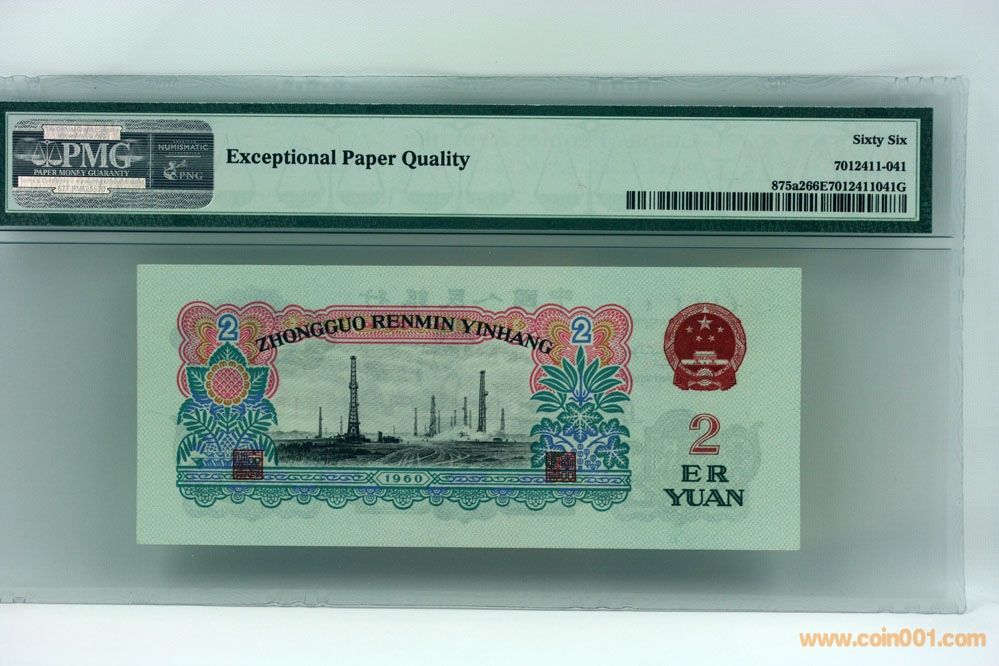 PMG
PAPER MONEY GUARANTY
NUMISMATIC
PNG
Exceptional Paper Quality
Sixty Six
7012411-041
875a266E7012411041G
2
ZHONGGUO RENMIN YINHANG
2
1960
2
ER
YUAN
www.coin001.com